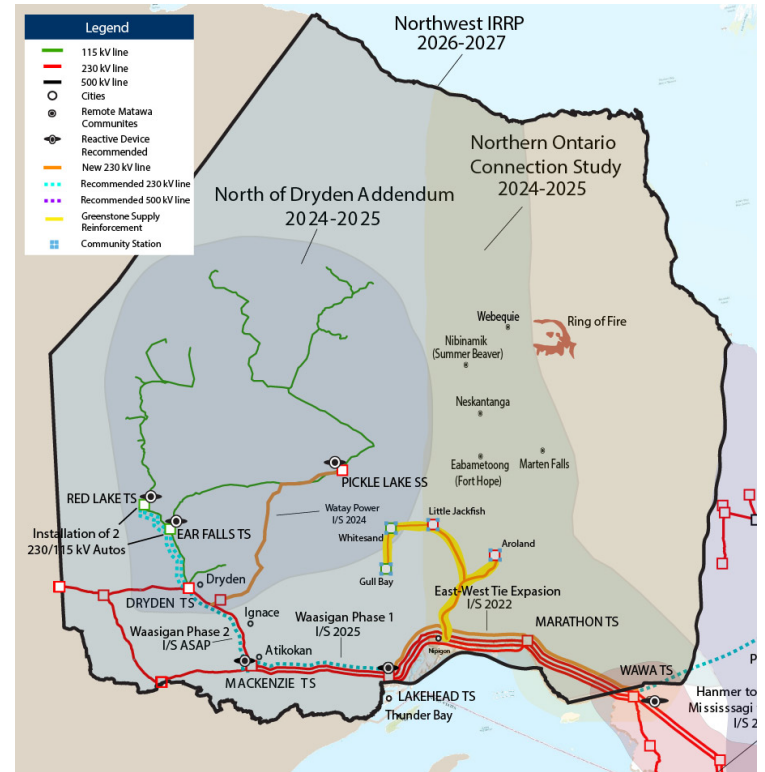 Legend
115 kV line
230 kV line
500 kV line
Cities
Remote Matawa
Communites
Reactive Device
Recommended
New 230 kV line
Recommended 230 kV line
Recommended 500 kV line
Greenstone Supply
Reinforcement
Community Station
Northwest IRRP
2026-2027
Northern Ontario
Connection Study
2024-2025
North of Dryden Addendum
2024-2025
Webequie
Ring of Fire
Nibinamik
(Summer Beaver)
Neskantanga
Eabametoong
(Fort Hope)
Marten Falls
PICKLE LAKE SS
RED LAKE TS
Installation of 2
230/115 kV Autos
EAR FALLS TS
Watay Power
I/S 2024
Little Jackfish
Whitesand
Aroland
Gull Bay
Dryden
DRYDEN TS
East-West Tie Expasion
I/S 2022
Ignace
Waasigan Phase 1
I/S 2025
MARATHON TS
Waasigan Phase 2
I/S ASAP
Atikokan
Nipigon
MACKENZIE TS
WAWA TS
LAKEHEAD TS
Thunder Bay
P
Hanmer to
Mississsagi
I/S 2